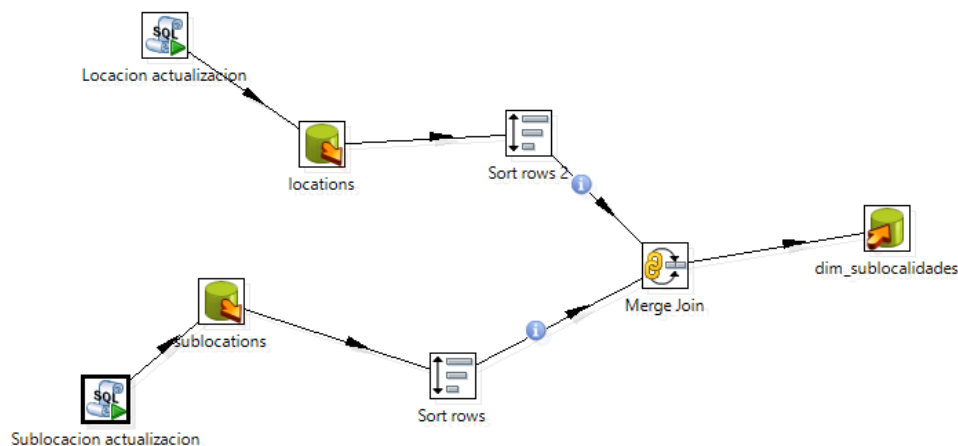 SQL
Locacion actualizacion
locations
Sort rows 2
dim_sublocalidades
Merge Join
sublocations
Sort rows
SQL
Sublocacion actualizacion